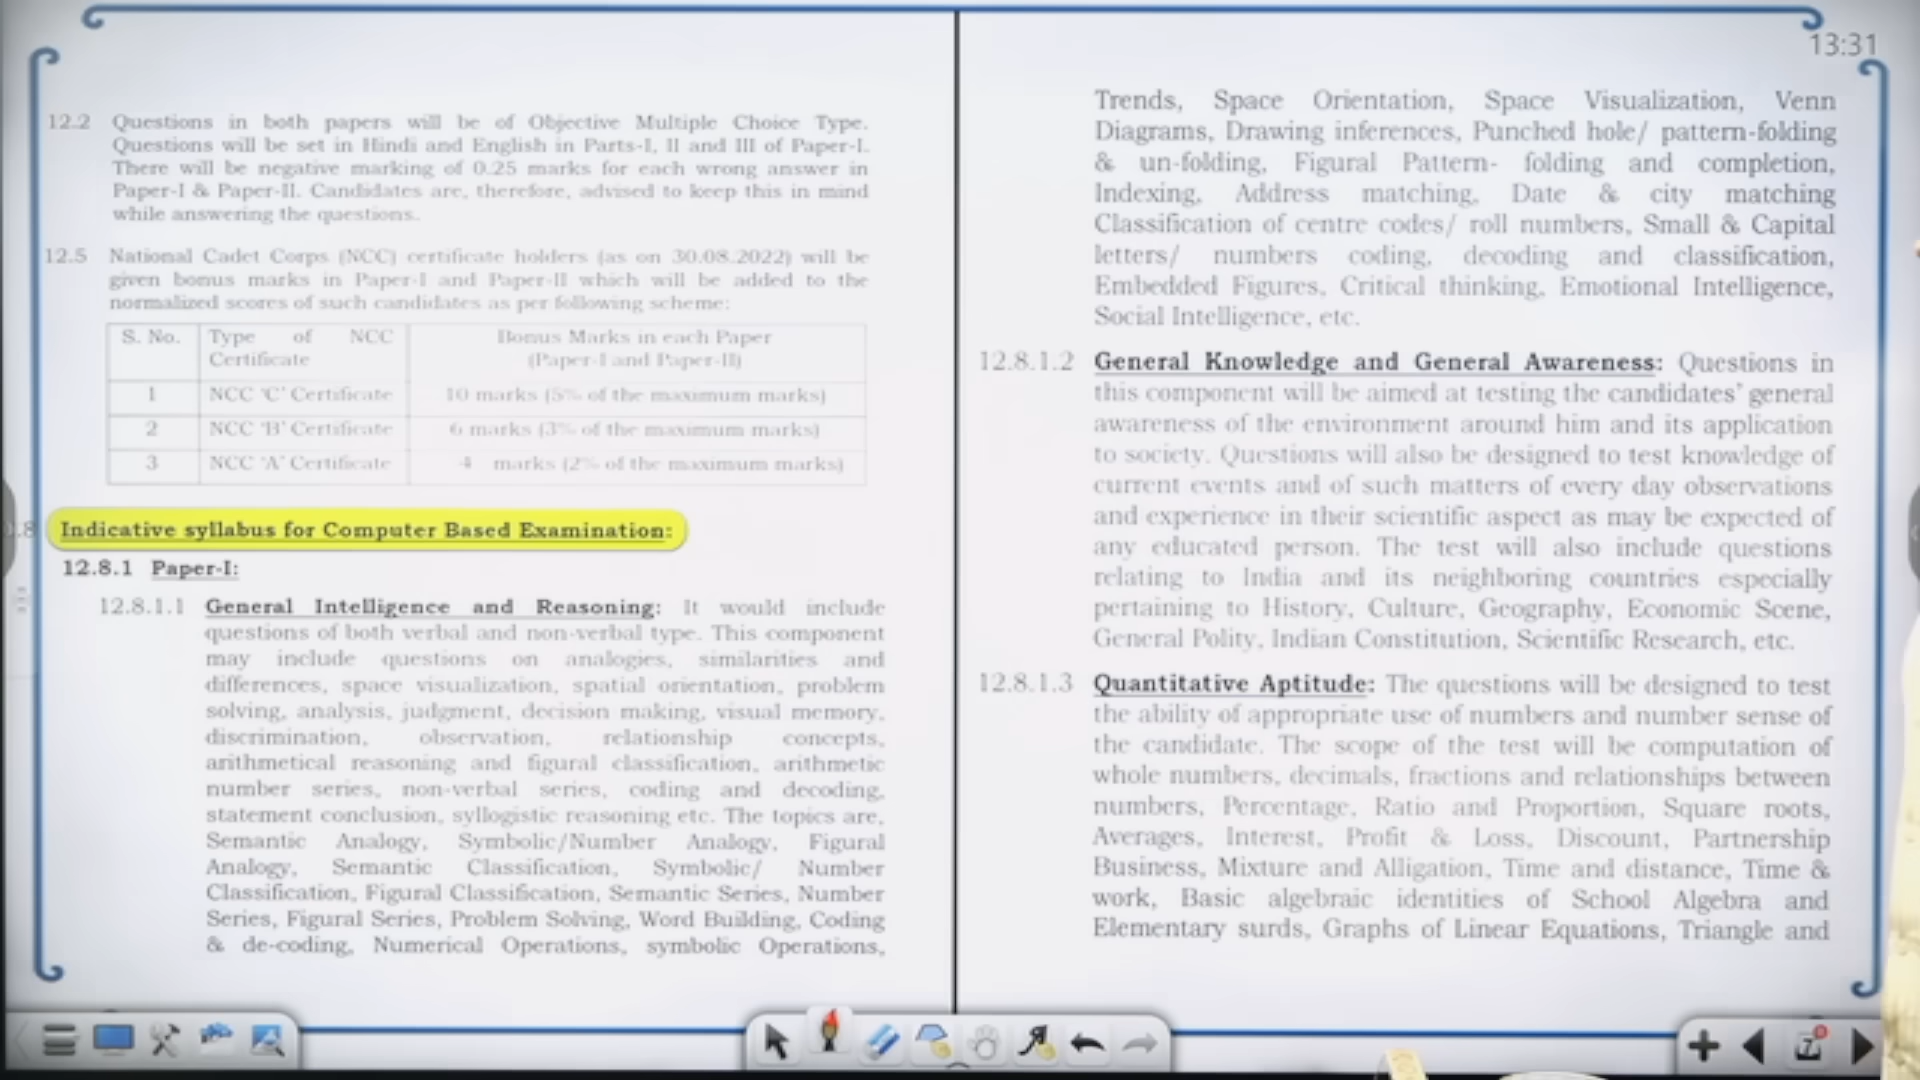 13:31
12.2 Questions in both papers will be of Objective Multiple Choice Type.
Questions will be set in Hindi and English in Parts-I, II and III of Paper-I.
There will be negative marking of 0.25 marks for each wrong answer in
Paper-I & Paper-II. Candidates are, therefore, advised to keep this in mind
while answering the questions.
12.5 National Cadet Corps (NCC) certificate holders (as on 30.08.2022) will be
given bonus marks in Paper-I and Paper-II which will be added to the
normalized scores of such candidates as per following scheme:
S. No. Type of NCC Certificate Bonus Marks in each Paper (Paper-I and Paper-II)
1 NCC 'C' Certificate 10 marks (5% of the maximum marks)
2 NCC 'B' Certificate 6 marks (3% of the maximum marks)
3 NCC 'A' Certificate 4 marks (2% of the maximum marks)
.8 Indicative syllabus for Computer Based Examination:
12.8.1 Paper-I:
12.8.1.1 General Intelligence and Reasoning: It would include
questions of both verbal and non-verbal type. This component
may include questions on analogies, similarities and
differences, space visualization, spatial orientation, problem
solving, analysis, judgment, decision making, visual memory,
discrimination, observation, relationship concepts,
arithmetical reasoning and figural classification, arithmetic
number series, non-verbal series, coding and decoding,
statement conclusion, syllogistic reasoning etc. The topics are,
Semantic Analogy, Symbolic/Number Analogy, Figural
Analogy, Semantic Classification, Symbolic/ Number
Classification, Figural Classification, Semantic Series, Number
Series, Figural Series, Problem Solving, Word Building, Coding
& de-coding, Numerical Operations, symbolic Operations,
Trends, Space Orientation, Space Visualization, Venn
Diagrams, Drawing inferences, Punched hole/ pattern-folding
& un-folding, Figural Pattern- folding and completion,
Indexing, Address matching, Date & city matching
Classification of centre codes/ roll numbers, Small & Capital
letters/ numbers coding, decoding and classification,
Embedded Figures, Critical thinking, Emotional Intelligence,
Social Intelligence, etc.
12.8.1.2 General Knowledge and General Awareness: Questions in
this component will be aimed at testing the candidates' general
awareness of the environment around him and its application
to society. Questions will also be designed to test knowledge of
current events and of such matters of every day observations
and experience in their scientific aspect as may be expected of
any educated person. The test will also include questions
relating to India and its neighboring countries especially
pertaining to History, Culture, Geography, Economic Scene,
General Polity, Indian Constitution, Scientific Research, etc.
12.8.1.3 Quantitative Aptitude: The questions will be designed to test
the ability of appropriate use of numbers and number sense of
the candidate. The scope of the test will be computation of
whole numbers, decimals, fractions and relationships between
numbers, Percentage, Ratio and Proportion, Square roots,
Averages, Interest, Profit & Loss, Discount, Partnership
Business, Mixture and Alligation, Time and distance, Time &
work, Basic algebraic identities of School Algebra and
Elementary surds, Graphs of Linear Equations, Triangle and
7